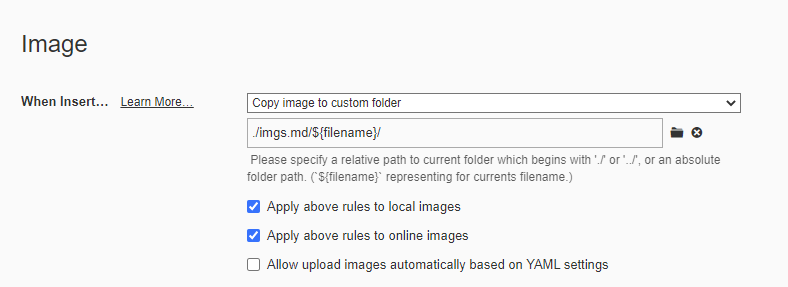 Image
When Insert... Learn More... Copy image to custom folder
./imgs.md/${filename}/
Please specify a relative path to current folder which begins with './' or '../', or an absolute
folder path. (`${filename}` representing for currents filename.)
Apply above rules to local images
Apply above rules to online images
Allow upload images automatically based on YAML settings